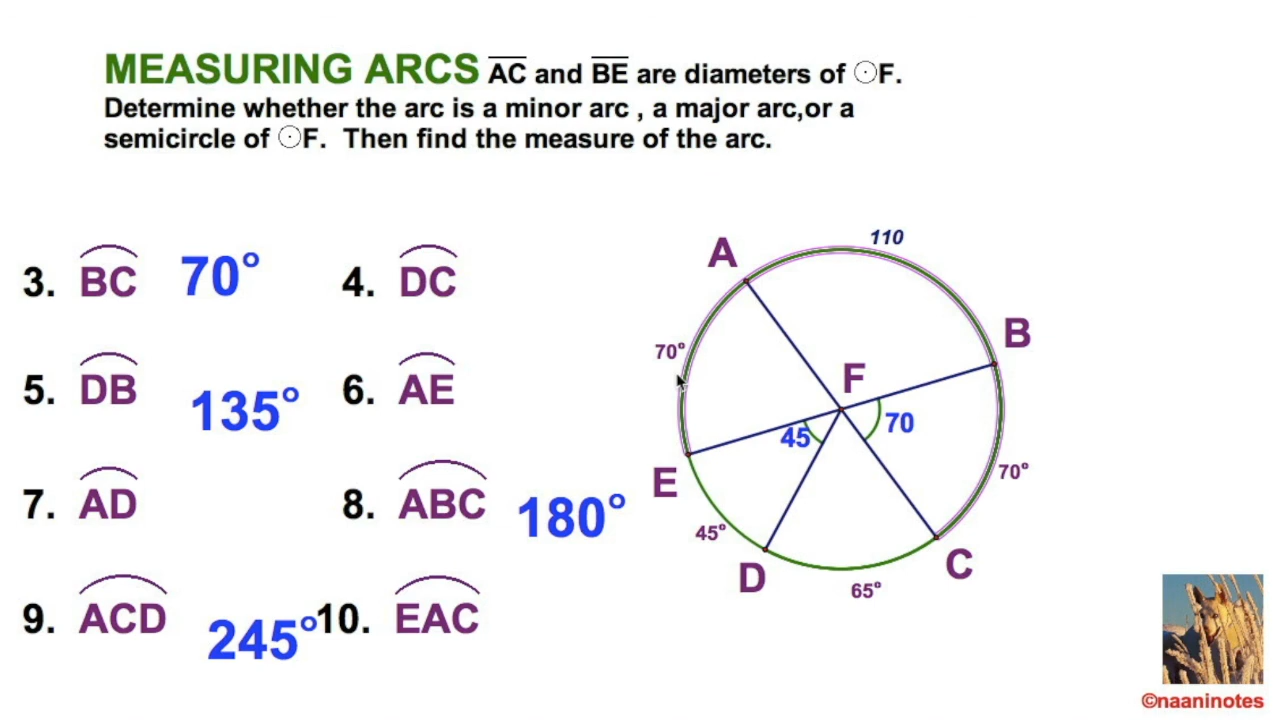 MEASURING ARCS AC and BE are diameters of ⊙F.
Determine whether the arc is a minor arc , a major arc,or a
semicircle of ⊙F. Then find the measure of the arc.
3. BC 70° 4. DC
5. DB 135° 6. AE
7. AD 8. ABC 180°
9. ACD 245° 10. EAC
110
A
B
70°
F
45
70
E
70°
45°
D
C
65°
©naaninotes